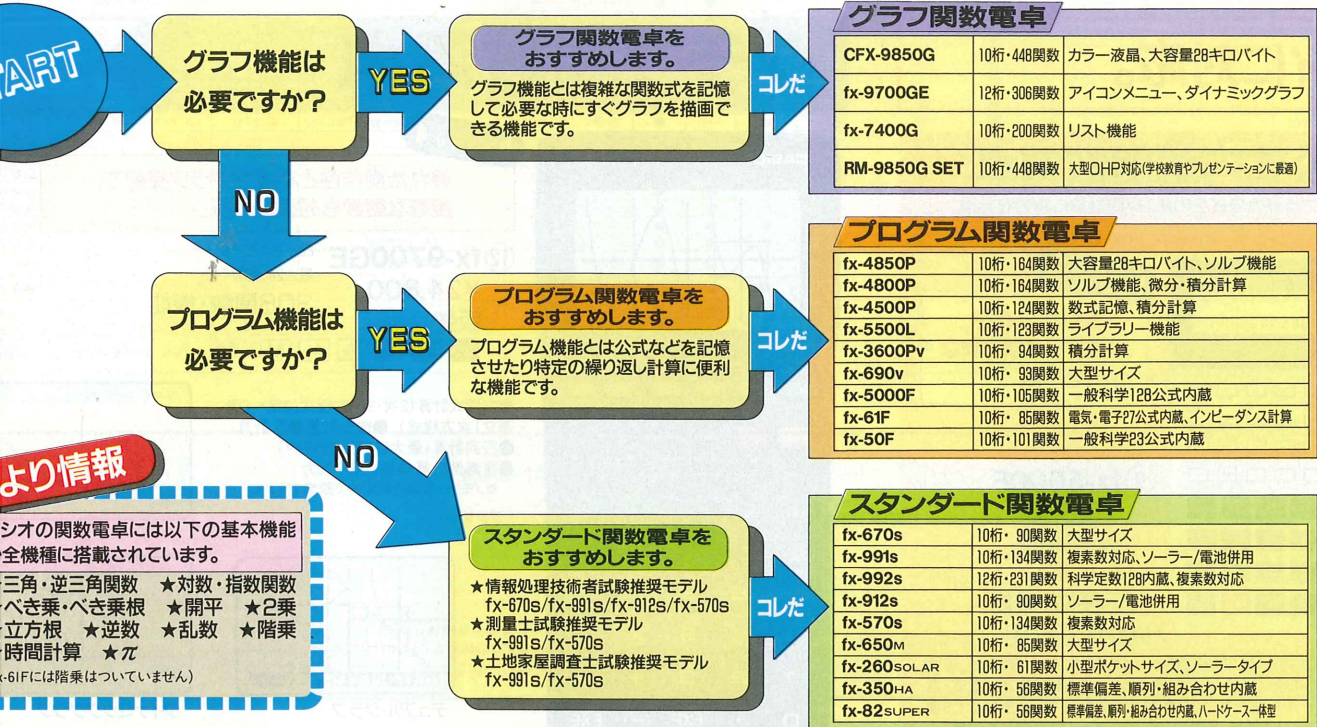 START
グラフ機能は
必要ですか?
YES
グラフ関数電卓を
おすすめします。
グラフ機能とは複雑な関数式を記憶
して必要な時にすぐグラフを描画で
きる機能です。
コレだ
グラフ関数電卓
CFX-9850G 10桁・448関数 カラー液晶、大容量28キロバイト
fx-9700GE 12桁・306関数 アイコンメニュー、ダイナミックグラフ
fx-7400G 10桁・200関数 リスト機能
RM-9850G SET 10桁・448関数 大型OHP対応(学校教育やプレゼンテーションに最適)
NO
プログラム機能は
必要ですか?
YES
プログラム関数電卓を
おすすめします。
プログラム機能とは公式などを記憶
させたり特定の繰り返し計算に便利
な機能です。
コレだ
プログラム関数電卓
fx-4850P 10桁・164関数 大容量28キロバイト、ソルブ機能
fx-4800P 10桁・164関数 ソルブ機能、微分・積分計算
fx-4500P 10桁・124関数 数式記憶、積分計算
fx-5500L 10桁・123関数 ライブラリー機能
fx-3600Pv 10桁・ 94関数 積分計算
fx-690v 10桁・ 93関数 大型サイズ
fx-5000F 10桁・105関数 一般科学128公式内蔵
fx-61F 10桁・ 85関数 電気・電子27公式内蔵、インピーダンス計算
fx-50F 10桁・101関数 一般科学23公式内蔵
NO
スタンダード関数電卓を
おすすめします。
★情報処理技術者試験推奨モデル
fx-670s/fx-991s/fx-912s/fx-570s
★測量士試験推奨モデル
fx-991s/fx-570s
★土地家屋調査士試験推奨モデル
fx-991s/fx-570s
コレだ
スタンダード関数電卓
fx-670s 10桁・ 90関数 大型サイズ
fx-991s 10桁・134関数 複素数対応、ソーラー/電池併用
fx-992s 12桁・231関数 科学定数128内蔵、複素数対応
fx-912s 10桁・ 90関数 ソーラー/電池併用
fx-570s 10桁・134関数 複素数対応
fx-650M 10桁・ 85関数 大型サイズ
fx-260SOLAR 10桁・ 61関数 小型ポケットサイズ、ソーラータイプ
fx-350HA 10桁・ 56関数 標準偏差、順列・組み合わせ内蔵
fx-82SUPER 10桁・ 56関数 標準偏差、順列・組み合わせ内蔵、ハードケース一体型
より情報
シオの関数電卓には以下の基本機能
全機種に搭載されています。
★三角・逆三角関数 ★対数・指数関数
★べき乗・べき乗根 ★開平 ★2乗
★立方根 ★逆数 ★乱数 ★階乗
★時間計算 ★π
x-61Fには階乗はついていません)